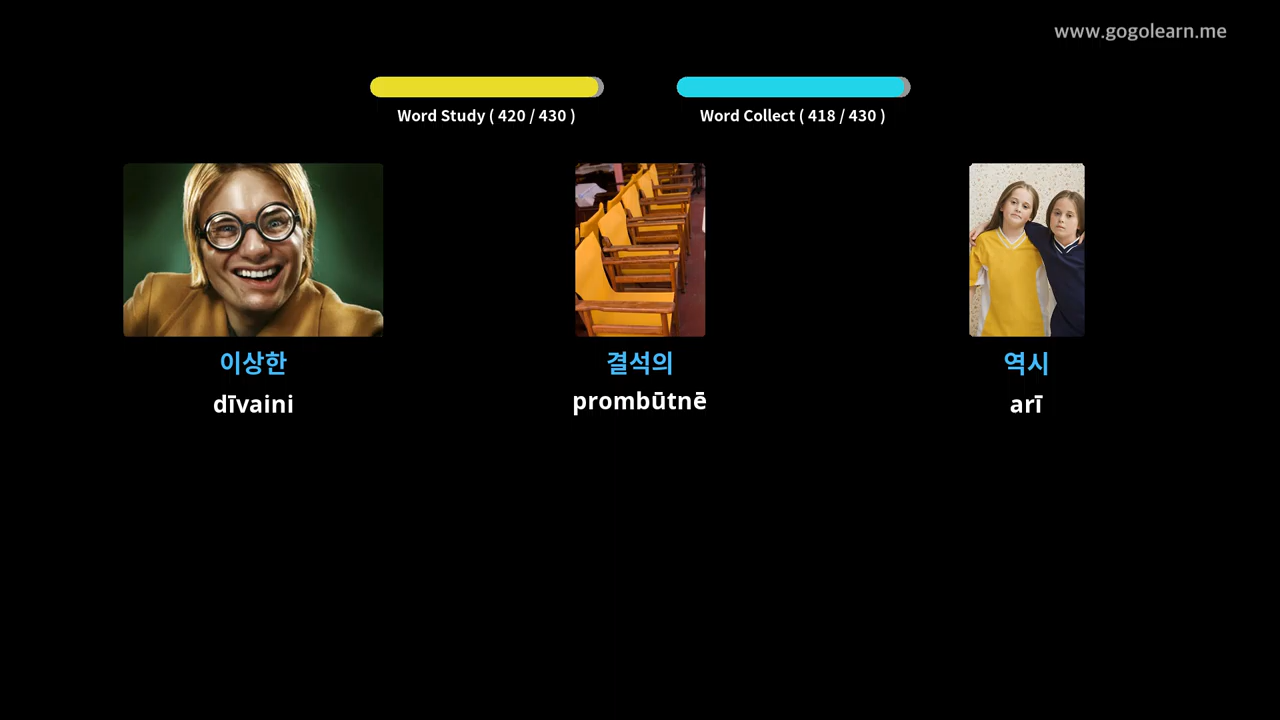 www.gogolearn.me
Word Study ( 420 / 430 )
Word Collect ( 418 / 430 )
이상한
결석의
역시
dīvaini
prombūtnē
arī